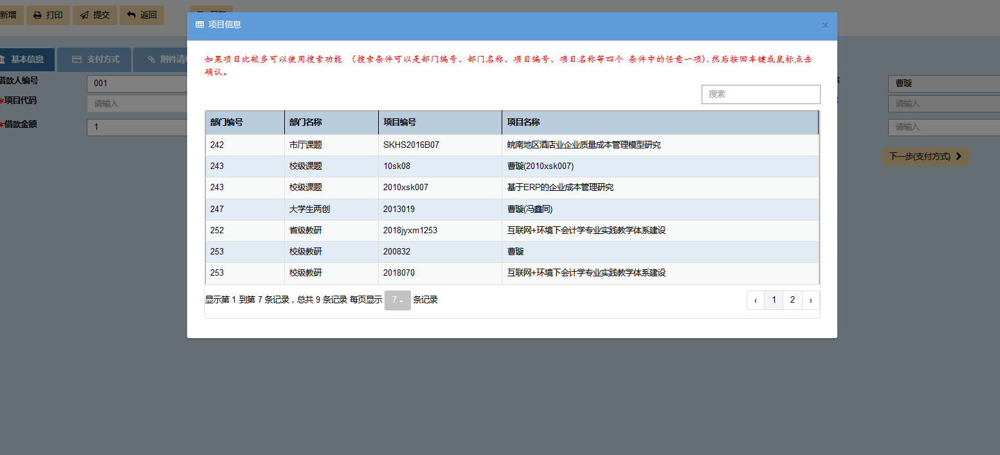 新增 打印 提交 返回
项目信息 ×
基本信息 支付方式 附件清
如果项目比较多可以使用搜索功能 (搜索条件可以是部门编号、部门名称、项目编号、项目名称等四个 条件中的任意一项),然后按回车键或鼠标点击
确认。
借款人编号 001 曹璇
搜索
*项目代码 请输入 请输入
*借款金额 1 请输入
部门编号 部门名称 项目编号 项目名称
242 市厅课题 SKHS2016B07 皖南地区酒店业企业质量成本管理模型研究
下一步(支付方式)
243 校级课题 10sk08 曹璇(2010xsk007)
243 校级课题 2010xsk007 基于ERP的企业成本管理研究
247 大学生两创 2013019 曹璇(冯鑫同)
252 省级教研 2018jyxm1253 互联网+环境下会计学专业实践教学体系建设
253 校级教研 200832 曹璇
253 校级教研 2018070 互联网+环境下会计学专业实践教学体系建设
显示第 1 到第 7 条记录，总共 9 条记录 每页显示 7 条记录 ‹ 1 2 ›